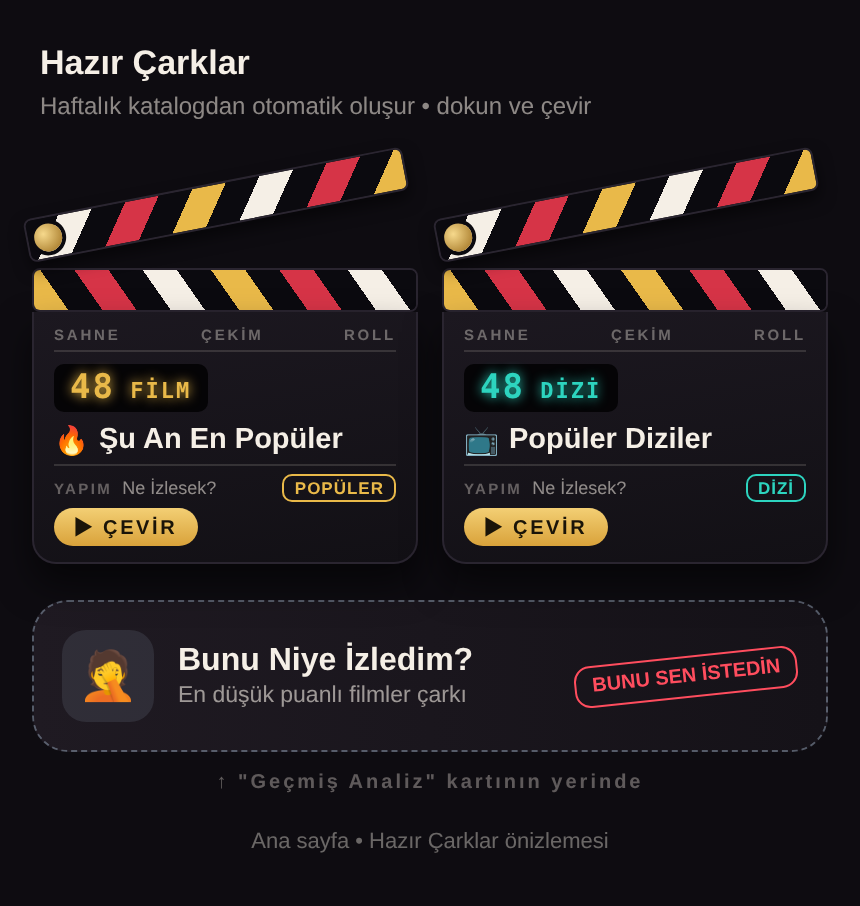 Hazır Çarklar
Haftalık katalogdan otomatik oluşur • dokun ve çevir
SAHNE ÇEKİM ROLL
48 FİLM
🔥 Şu An En Popüler
YAPIM Ne İzlesek? POPÜLER
▶ ÇEVİR
SAHNE ÇEKİM ROLL
48 DİZİ
📺 Popüler Diziler
YAPIM Ne İzlesek? DİZİ
▶ ÇEVİR
🤦 Bunu Niye İzledim?
En düşük puanlı filmler çarkı
BUNU SEN İSTEDİN
↑ "Geçmiş Analiz" kartının yerinde
Ana sayfa • Hazır Çarklar önizlemesi